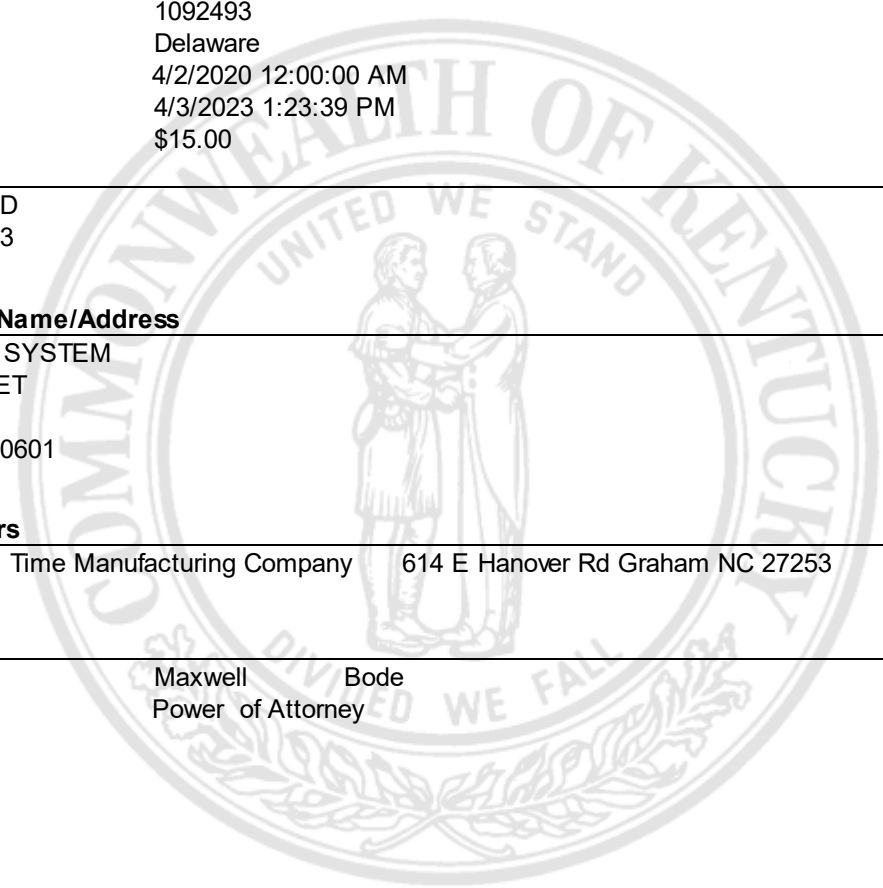 1092493
Delaware
4/2/2020 12:00:00 AM
4/3/2023 1:23:39 PM
$15.00
D
3
Name/Address
SYSTEM
ET
0601
rs
Time Manufacturing Company 614 E Hanover Rd Graham NC 27253
Maxwell Bode
Power of Attorney
COMMONWEALTH OF KENTUCKY
UNITED WE STAND
DIVIDED WE FALL